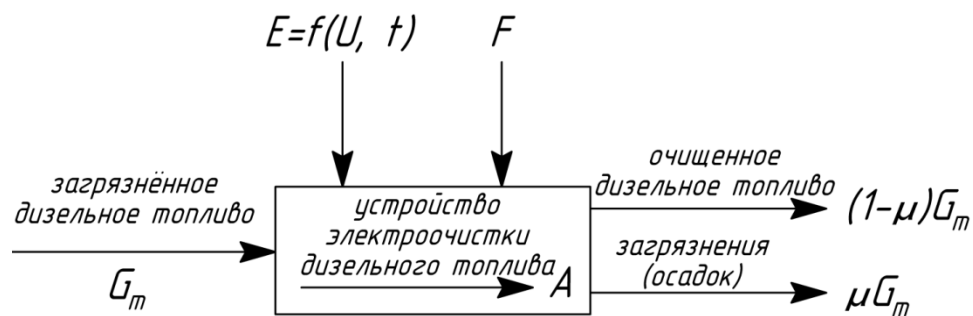 E=f(U, t)
F
загрязнённое
дизельное топливо
G_m
устройство
электроочистки
дизельного топлива
A
очищенное
дизельное топливо
(1-μ)G_m
загрязнения
(осадок)
μG_m